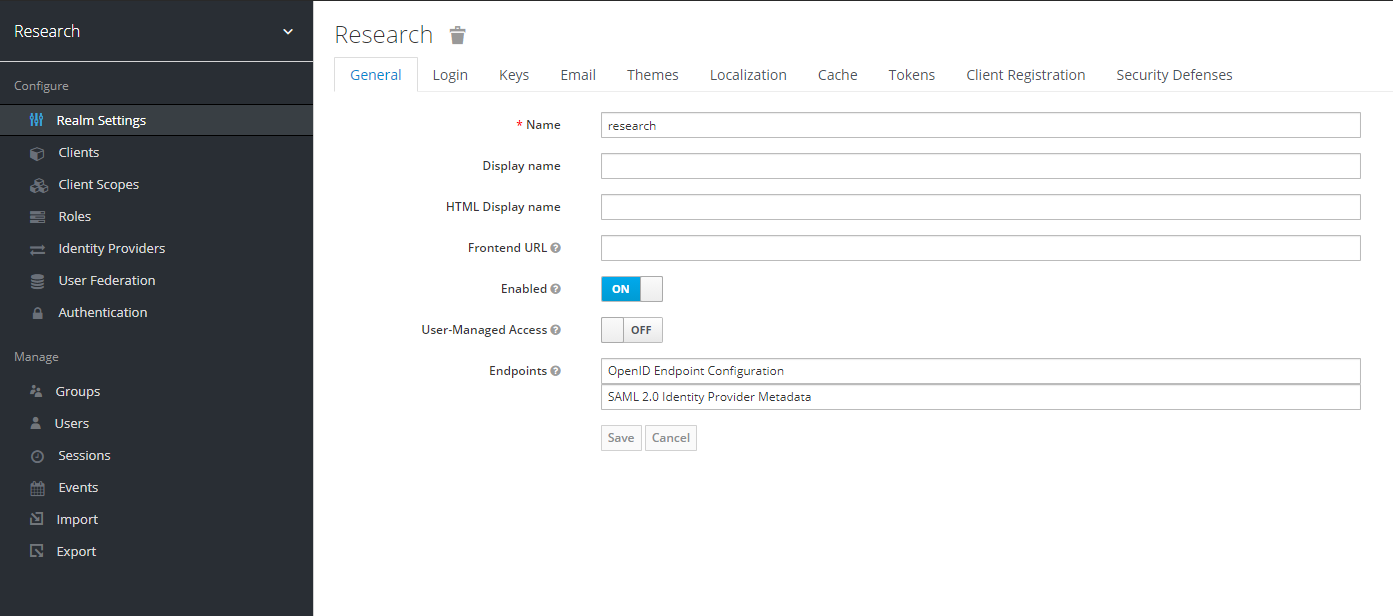 Research
Configure
Realm Settings
Clients
Client Scopes
Roles
Identity Providers
User Federation
Authentication
Manage
Groups
Users
Sessions
Events
Import
Export
Research
General Login Keys Email Themes Localization Cache Tokens Client Registration Security Defenses
* Name research
Display name
HTML Display name
Frontend URL
Enabled ON
User-Managed Access OFF
Endpoints OpenID Endpoint Configuration
SAML 2.0 Identity Provider Metadata
Save Cancel